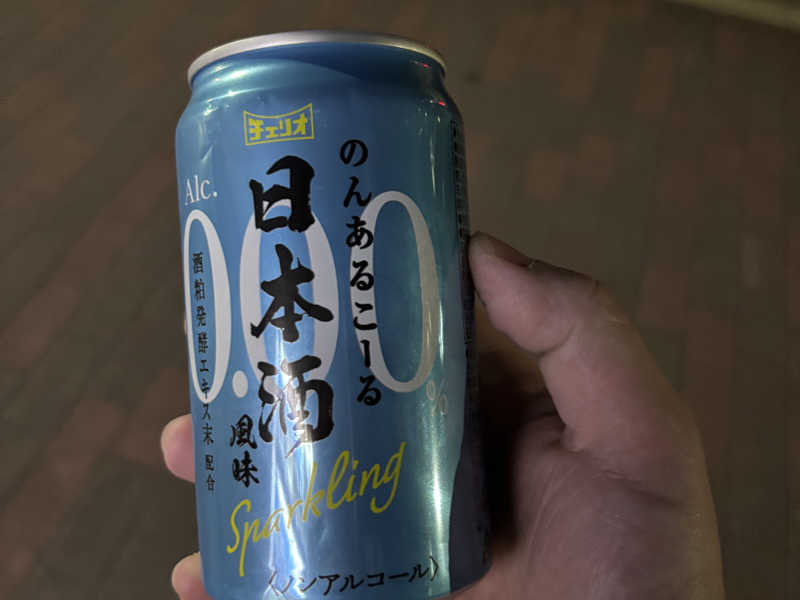 チェリオ
Alc.
0.00%
のんあるこーる
日本酒
風味
酒粕発酵エキス末 配合
Sparkling
〈ノンアルコール〉